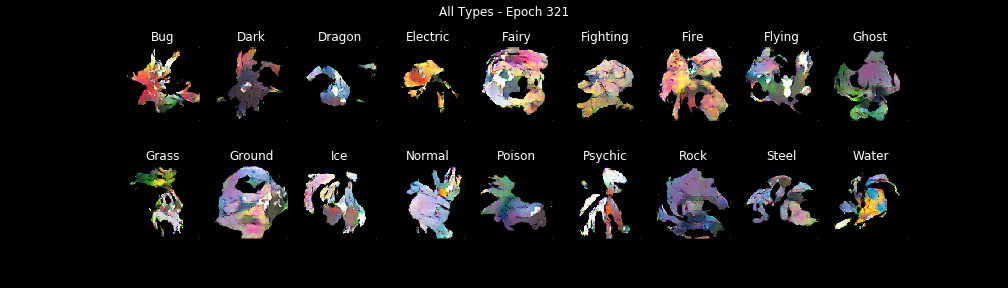 All Types - Epoch 321
Bug Dark Dragon Electric Fairy Fighting Fire Flying Ghost
Grass Ground Ice Normal Poison Psychic Rock Steel Water